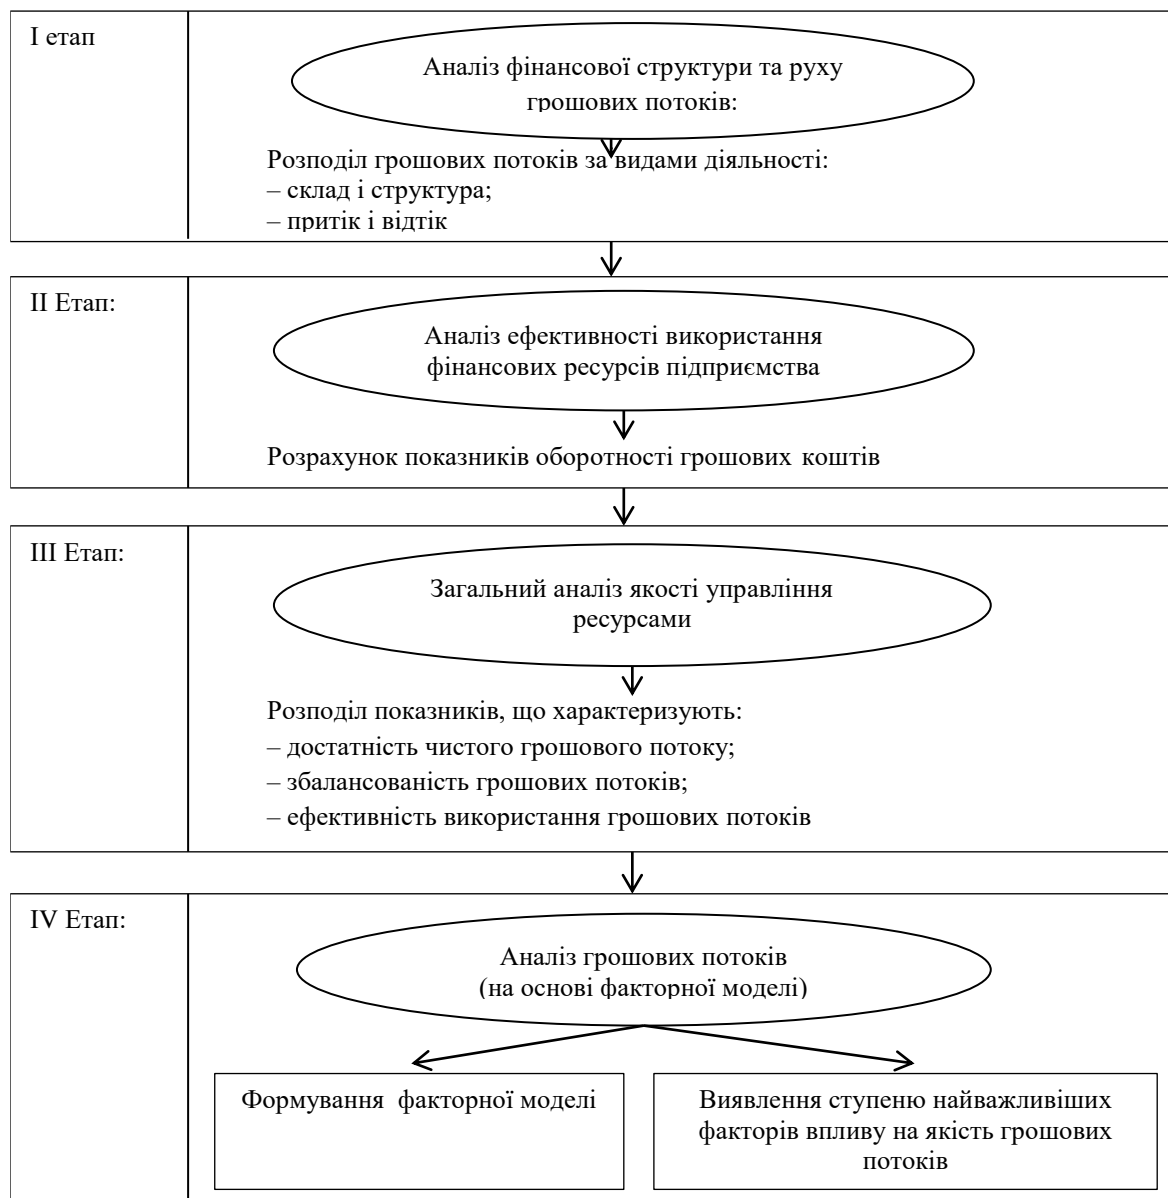 I етап
Аналіз фінансової структури та руху
грошових потоків:
Розподіл грошових потоків за видами діяльності:
– склад і структура;
– притік і відтік
II Етап:
Аналіз ефективності використання
фінансових ресурсів підприємства
Розрахунок показників оборотності грошових коштів
III Етап:
Загальний аналіз якості управління
ресурсами
Розподіл показників, що характеризують:
– достатність чистого грошового потоку;
– збалансованість грошових потоків;
– ефективність використання грошових потоків
IV Етап:
Аналіз грошових потоків
(на основі факторної моделі)
Формування факторної моделі
Виявлення ступеню найважливіших
факторів впливу на якість грошових
потоків